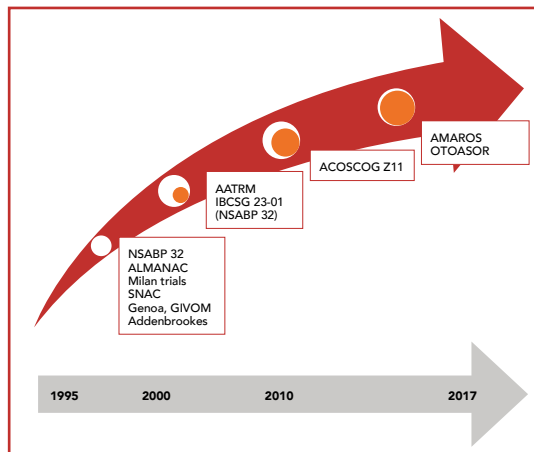 AMAROS
OTOASOR
ACOSCOG Z11
AATRM
IBCSG 23-01
(NSABP 32)
NSABP 32
ALMANAC
Milan trials
SNAC
Genoa, GIVOM
Addenbrookes
1995 2000 2010 2017